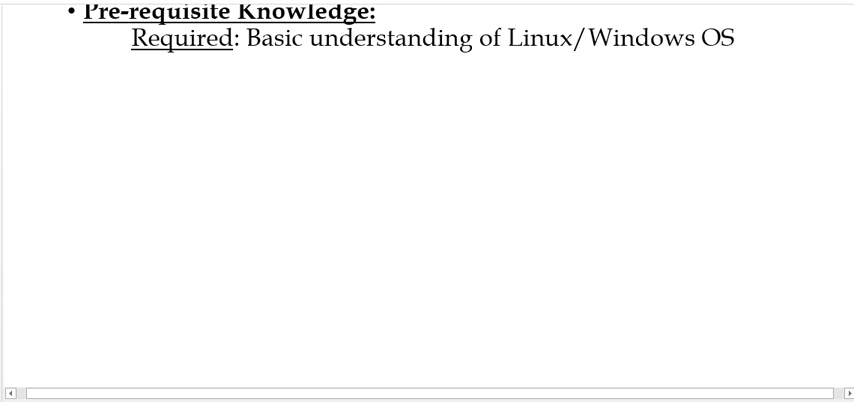 • Pre-requisite Knowledge:
Required: Basic understanding of Linux/Windows OS